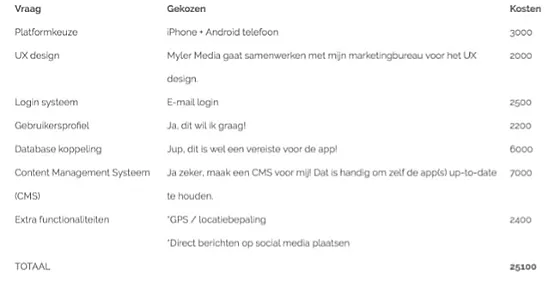 Vraag Gekozen Kosten
Platformkeuze iPhone + Android telefoon 3000
UX design Myler Media gaat samenwerken met mijn marketingbureau voor het UX 2000
design.
Login systeem E-mail login 2500
Gebruikersprofiel Ja, dit wil ik graag! 2200
Database koppeling Jup, dit is wel een vereiste voor de app! 6000
Content Management Systeem Ja zeker, maak een CMS voor mij! Dat is handig om zelf de app(s) up-to-date 7000
(CMS) te houden.
Extra functionaliteiten *GPS / locatiebepaling 2400
*Direct berichten op social media plaatsen
TOTAAL 25100